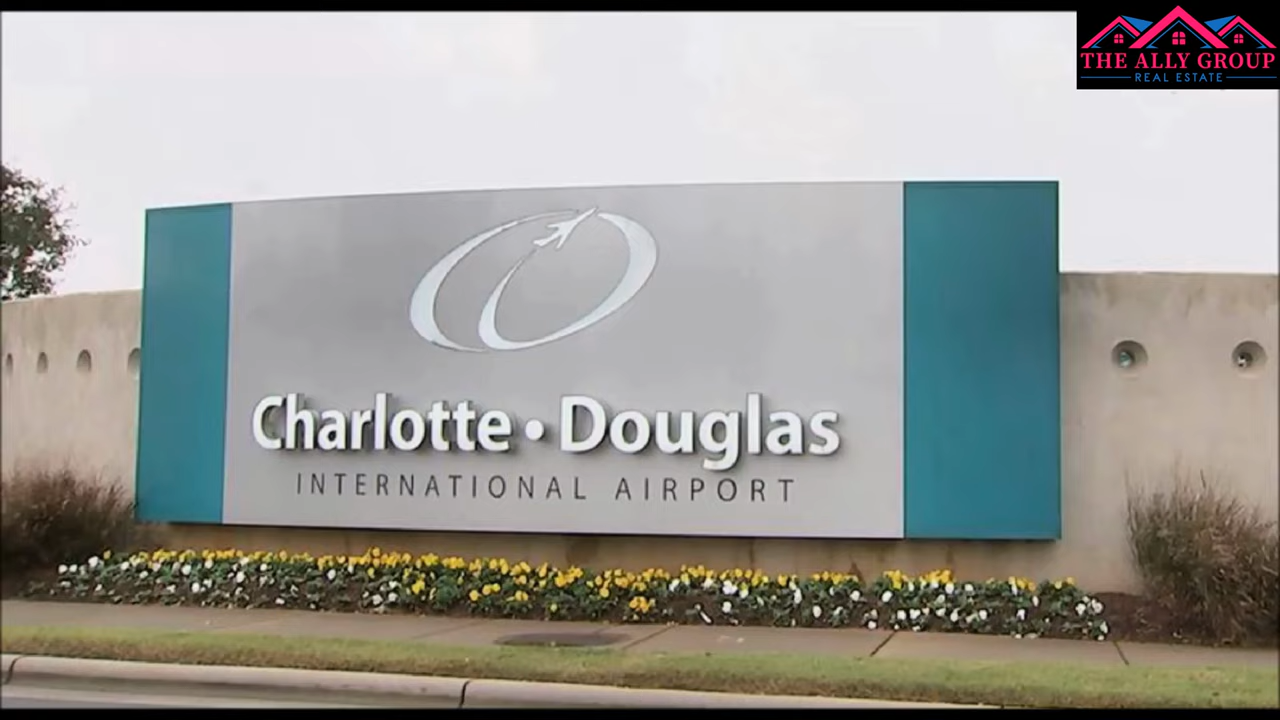 THE ALLY GROUP
REAL ESTATE
Charlotte • Douglas
INTERNATIONAL AIRPORT